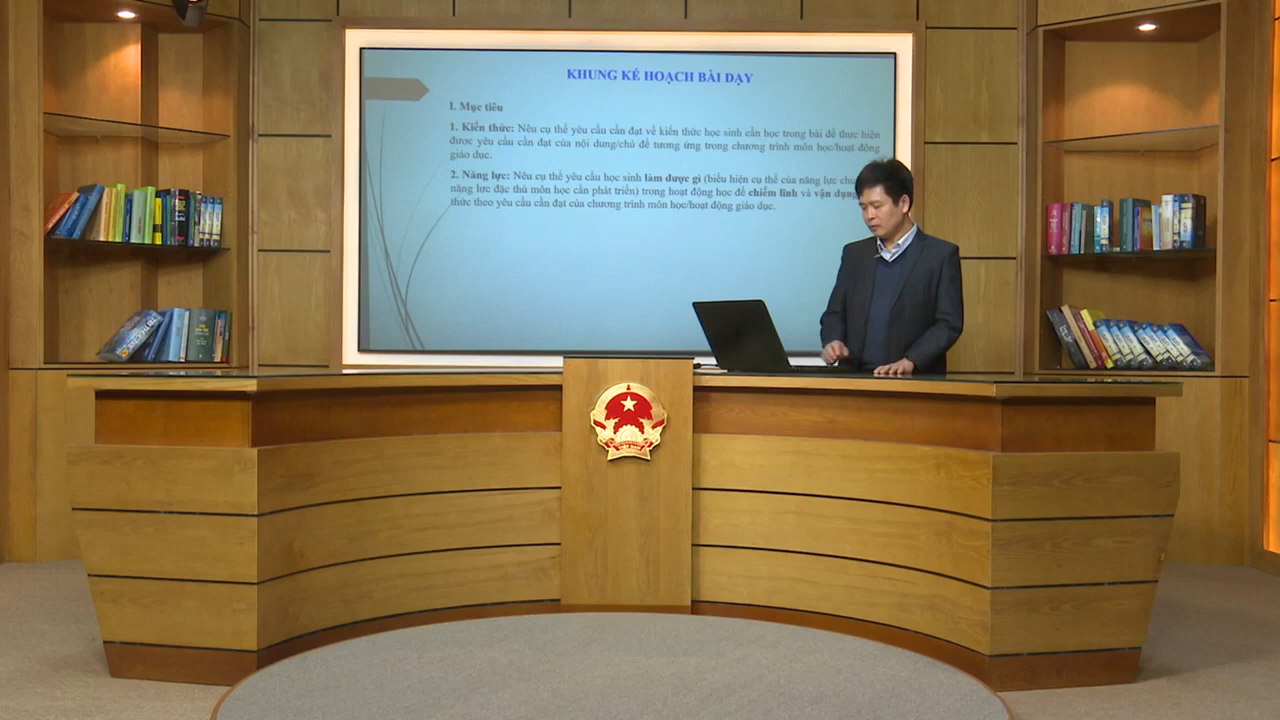 KHUNG KẾ HOẠCH BÀI DẠY
I. Mục tiêu
1. Kiến thức: Nêu cụ thể yêu cầu cần đạt về kiến thức học sinh cần học trong bài để thực hiện
được yêu cầu cần đạt của nội dung/chủ đề tương ứng trong chương trình môn học/hoạt động
giáo dục.
2. Năng lực: Nêu cụ thể yêu cầu học sinh làm được gì (biểu hiện cụ thể của năng lực
năng lực đặc thù môn học cần phát triển) trong hoạt động học để chiếm lĩnh và vận dụng
thức theo yêu cầu cần đạt của chương trình môn học/hoạt động giáo dục.